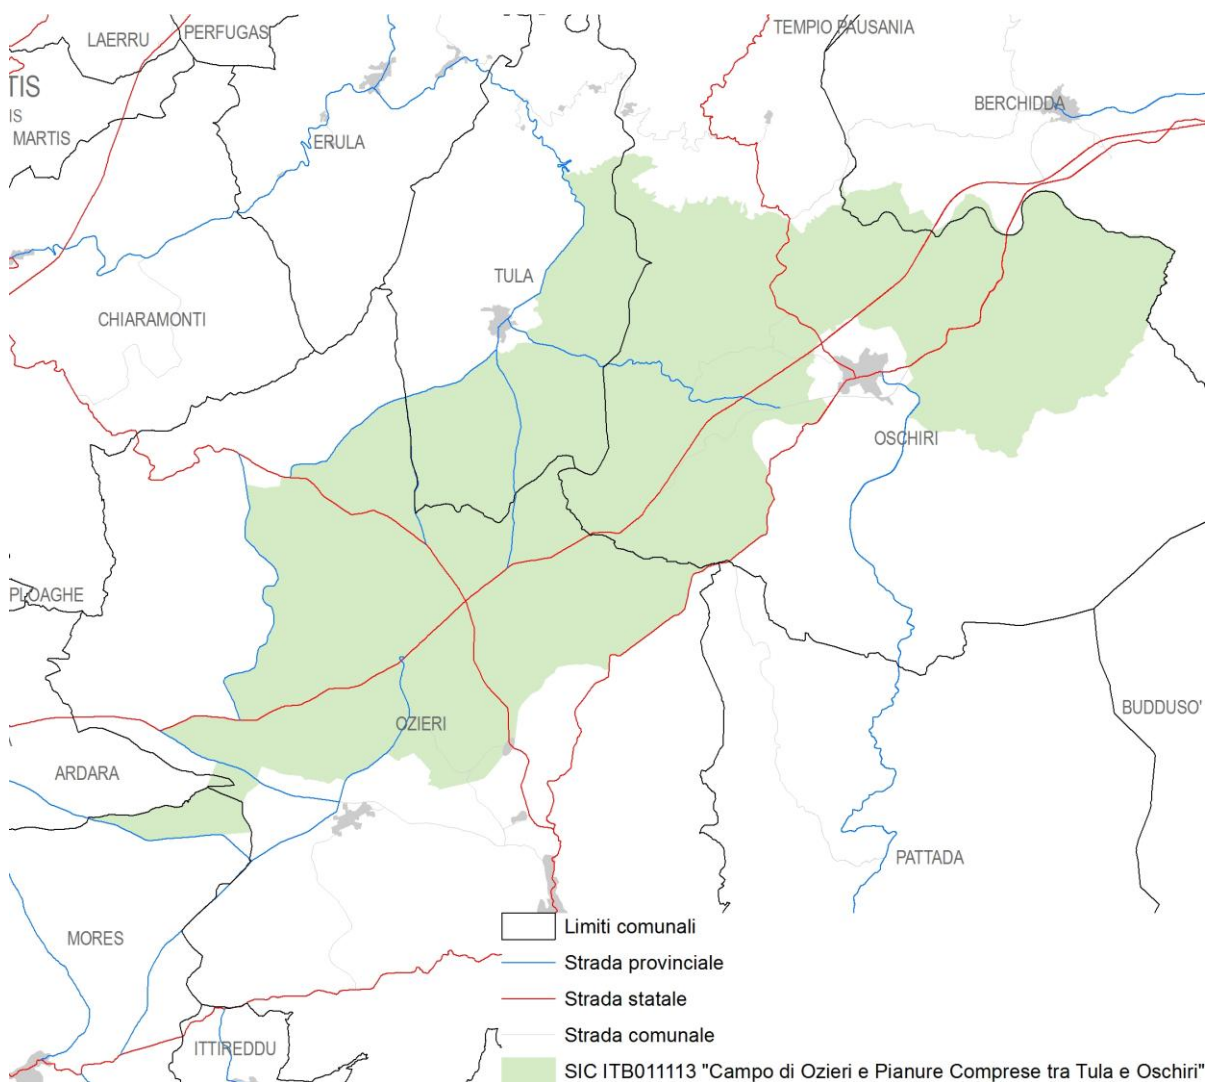 LAERRU
PERFUGAS
TEMPIO PAUSANIA
TIS
IS
MARTIS
ERULA
BERCHIDDA
TULA
CHIARAMONTI
OSCHIRI
PLOAGHE
OZIERI
BUDDUSO'
ARDARA
PATTADA
MORES
ITTIREDDU
Limiti comunali
Strada provinciale
Strada statale
Strada comunale
SIC ITB011113 "Campo di Ozieri e Pianure Comprese tra Tula e Oschiri"